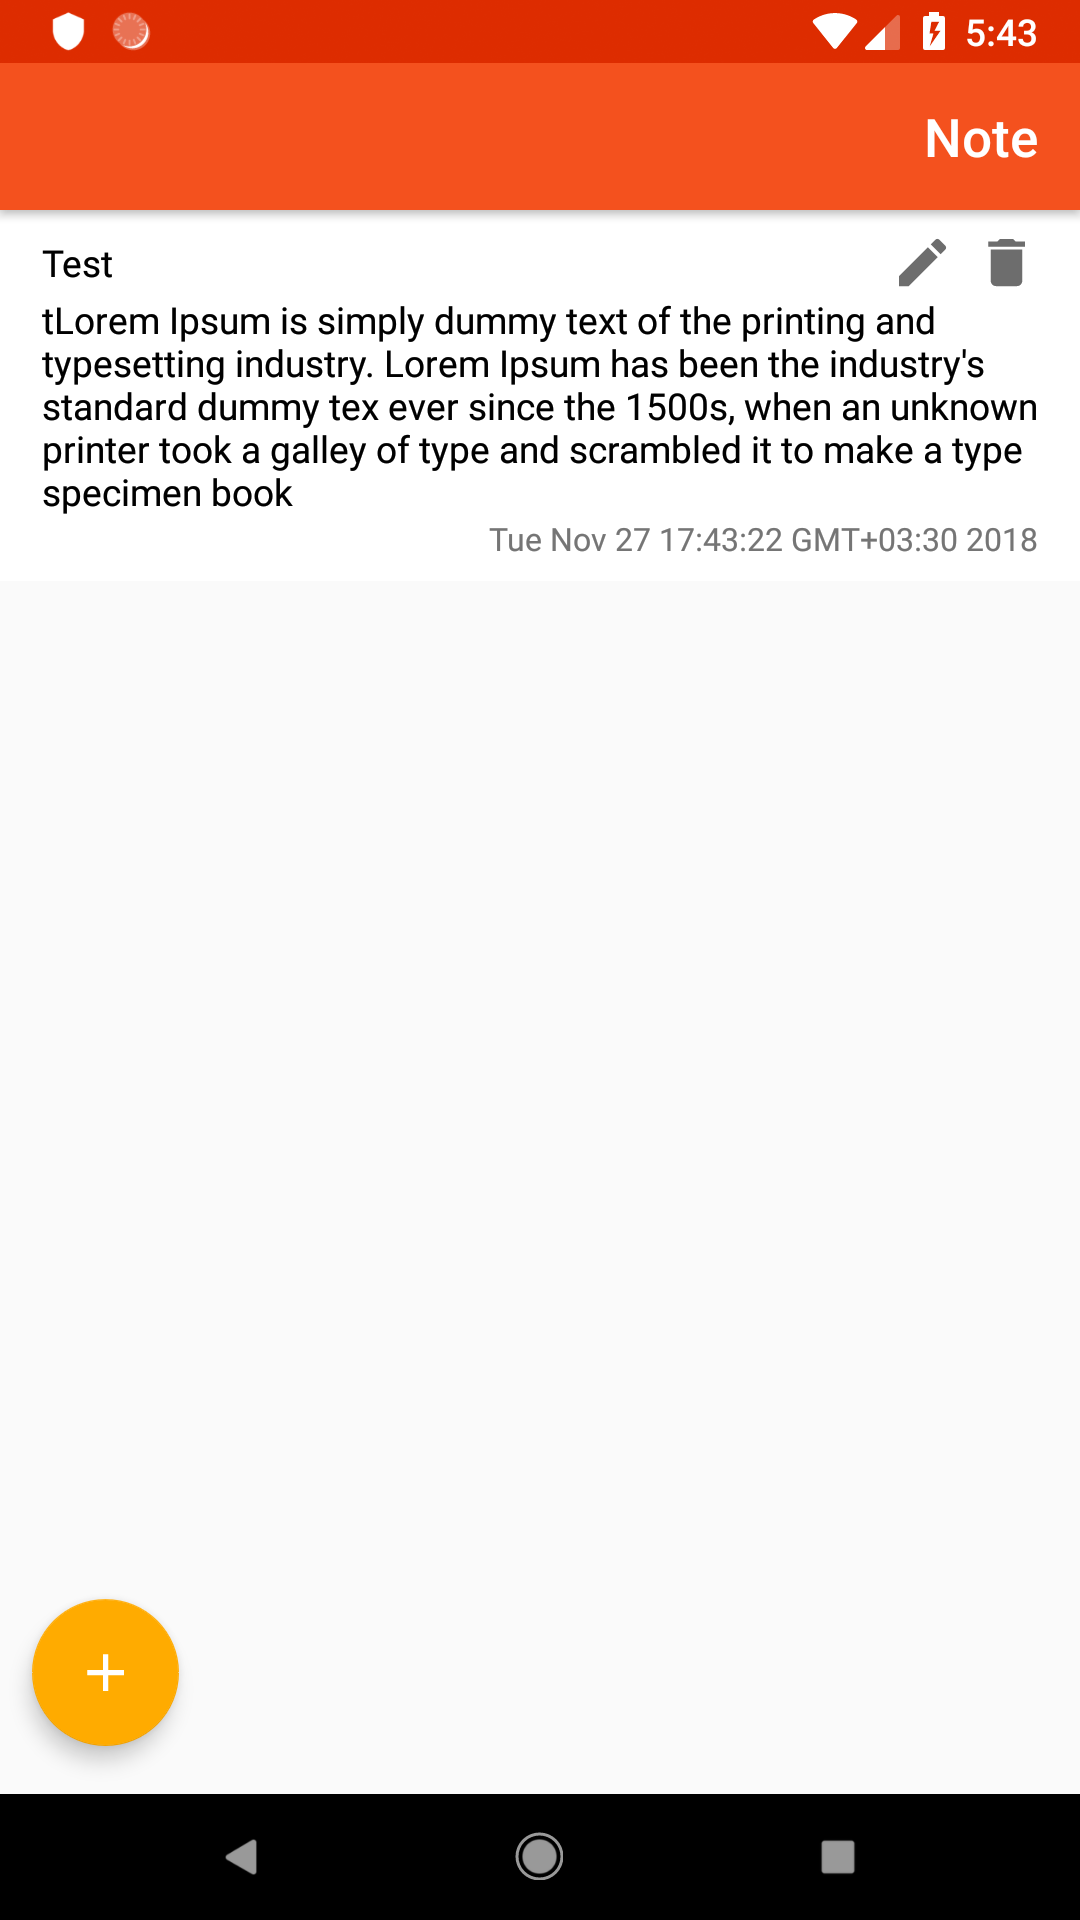 5:43
Note
Test
tLorem Ipsum is simply dummy text of the printing and
typesetting industry. Lorem Ipsum has been the industry's
standard dummy tex ever since the 1500s, when an unknown
printer took a galley of type and scrambled it to make a type
specimen book
Tue Nov 27 17:43:22 GMT+03:30 2018